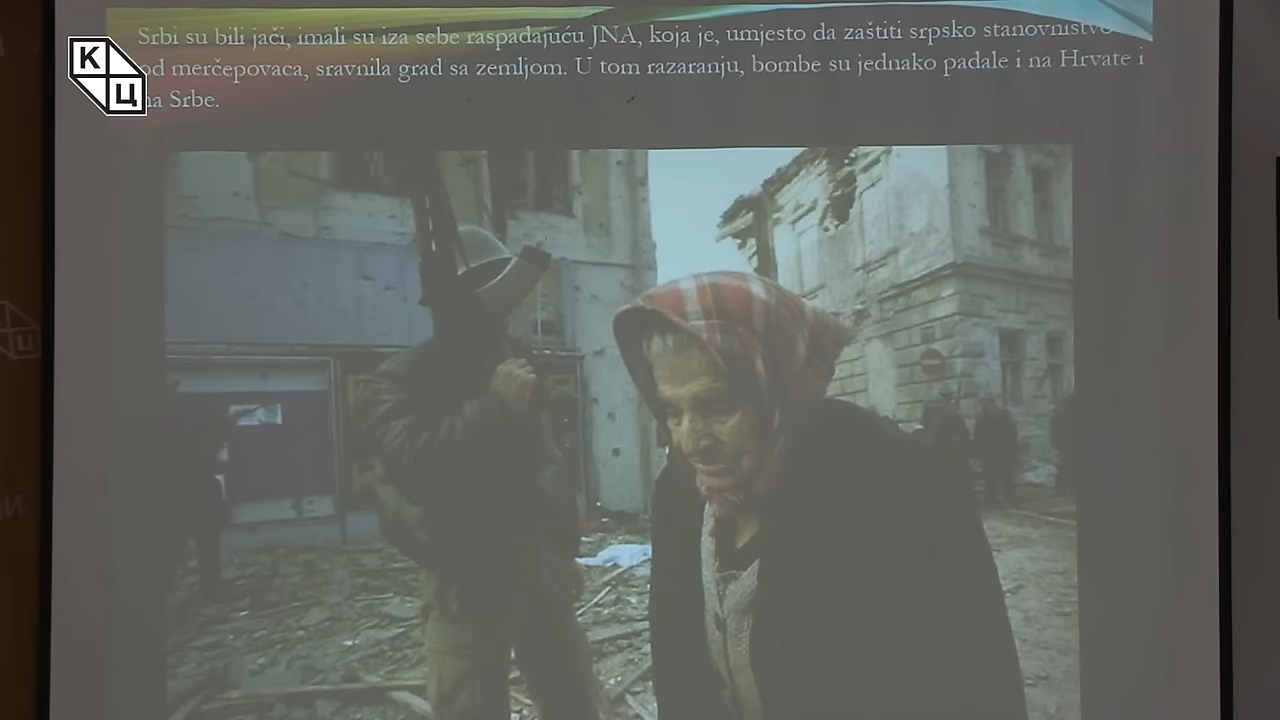 Srbi su bili jači, imali su iza sebe raspadajuću JNA, koja je, umjesto da zaštiti srpsko stanovništvo
od merčepovaca, sravnila grad sa zemljom. U tom razaranju, bombe su jednako padale i na Hrvate i
na Srbe.
К
Ц